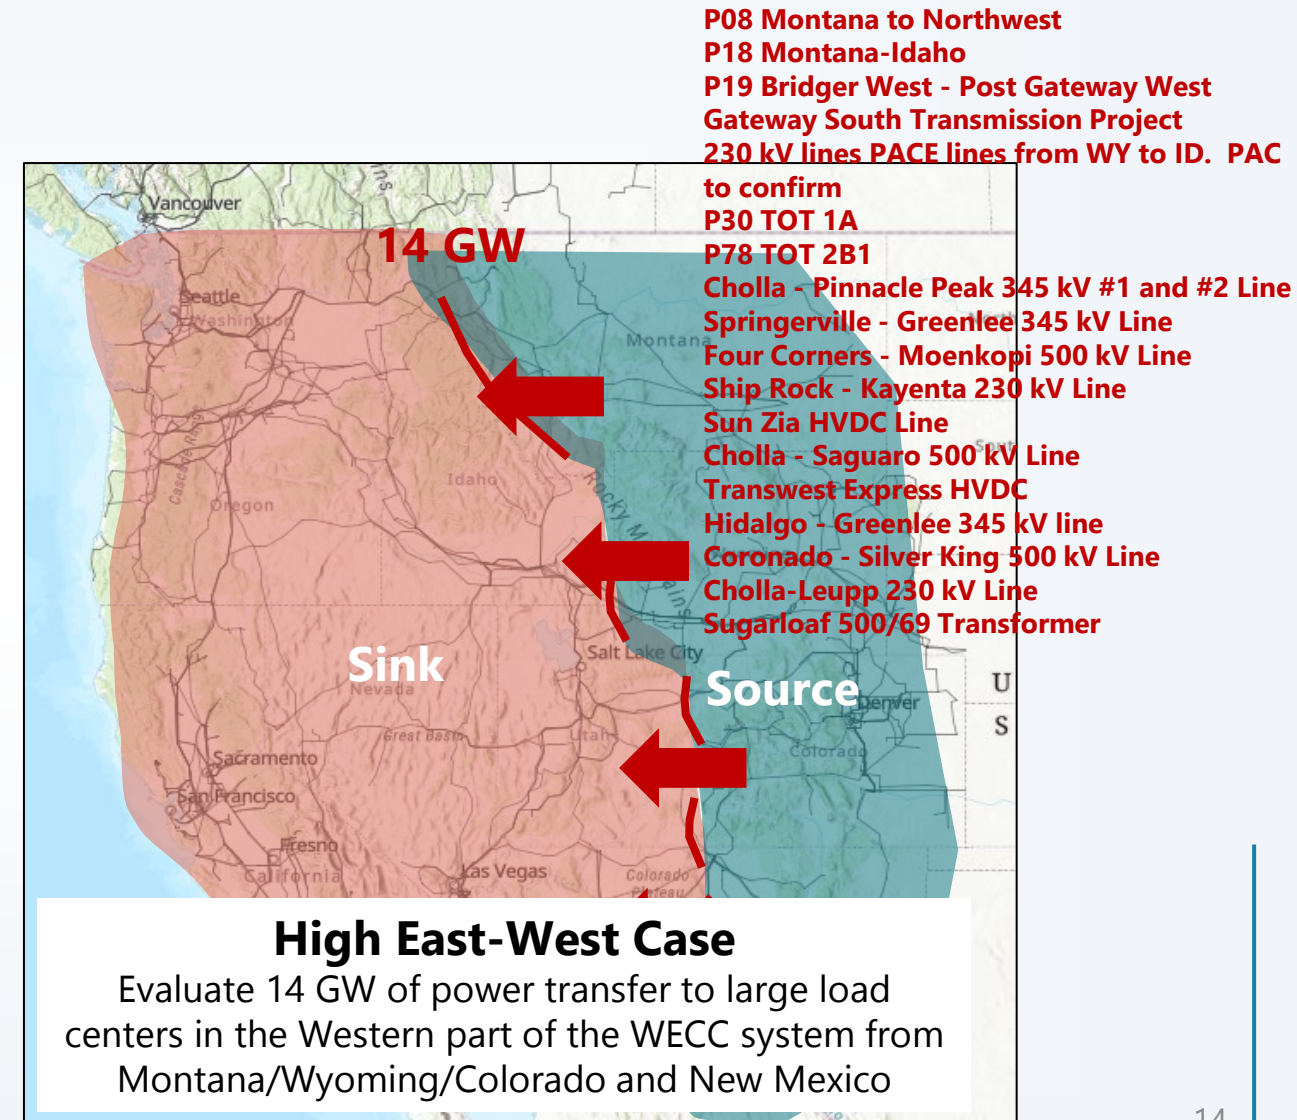 P08 Montana to Northwest
P18 Montana-Idaho
P19 Bridger West - Post Gateway West
Gateway South Transmission Project
230 kV lines PACE lines from WY to ID.  PAC
to confirm
P30 TOT 1A
P78 TOT 2B1
Cholla - Pinnacle Peak 345 kV #1 and #2 Line
Springerville - Greenlee 345 kV Line
Four Corners - Moenkopi 500 kV Line
Ship Rock - Kayenta 230 kV Line
Sun Zia HVDC Line
Cholla - Saguaro 500 kV Line
Transwest Express HVDC
Hidalgo - Greenlee 345 kV line
Coronado - Silver King 500 kV Line
Cholla-Leupp 230 kV Line
Sugarloaf 500/69 Transformer
Vancouver
14 GW
Seattle
Washington
Montana
Cascade
Idaho
Oregon
Rocky
Salt Lake City
Sink
Nevada
Source
Denver
U
S
Great Basin
Utah
Colorado
Sacramento
San Francisco
Fresno
California
Las Vegas
Colorado
Plateau
High East-West Case
Evaluate 14 GW of power transfer to large load
centers in the Western part of the WECC system from
Montana/Wyoming/Colorado and New Mexico
14